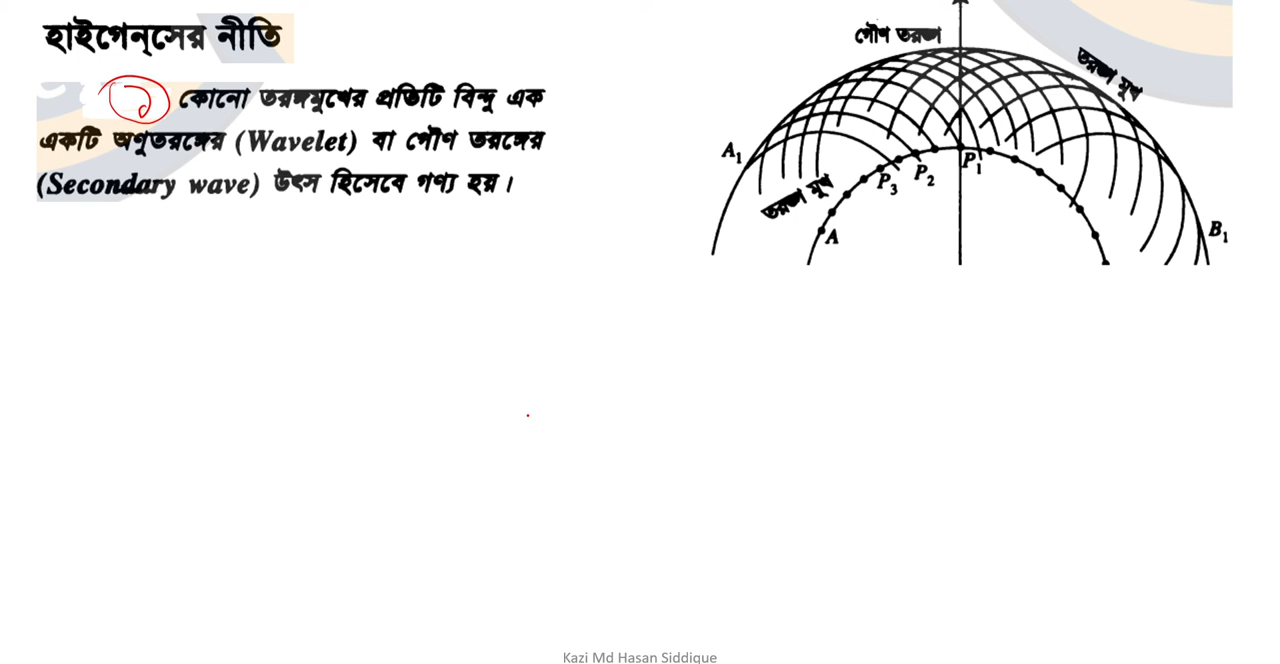 হাইগেন্সের নীতি
১ কোনো তরঙ্গমুখের প্রতিটি বিন্দু এক
একটি অণুতরঙ্গের (Wavelet) বা গৌণ তরঙ্গের
(Secondary wave) উৎস হিসেবে গণ্য হয়।
গৌণ তরঙ্গ
তরঙ্গ মুখ
A₁
P₁
P₂
P₃
তরঙ্গ মুখ
A
B₁
Kazi Md Hasan Siddique